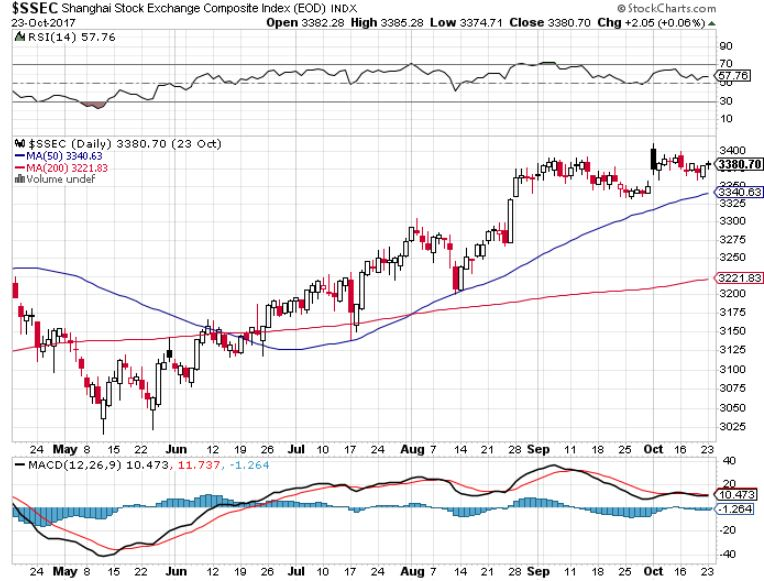 $SSEC Shanghai Stock Exchange Composite Index (EOD) INDX © StockCharts.com
23-Oct-2017 Open 3382.28 High 3385.28 Low 3374.71 Close 3380.70 Chg +2.05 (+0.06%)
RSI(14) 57.76
90
70
57.76
50
30
10
$SSEC (Daily) 3380.70 (23 Oct)
MA(50) 3340.63
MA(200) 3221.83
Volume undef
3400
3380.70
3350
3340.63
3325
3300
3275
3250
3221.83
3200
3175
3150
3125
3100
3075
3050
3025
24 May 8 15 22 Jun 12 19 26 Jul 10 17 24 Aug 7 14 21 28 Sep 11 18 25 Oct 16 23
MACD(12,26,9) 10.473, 11.737, -1.264
40
20
10.473
-1.264
-20
-40
24 May 8 15 22 Jun 12 19 26 Jul 10 17 24 Aug 7 14 21 28 Sep 11 18 25 Oct 16 23